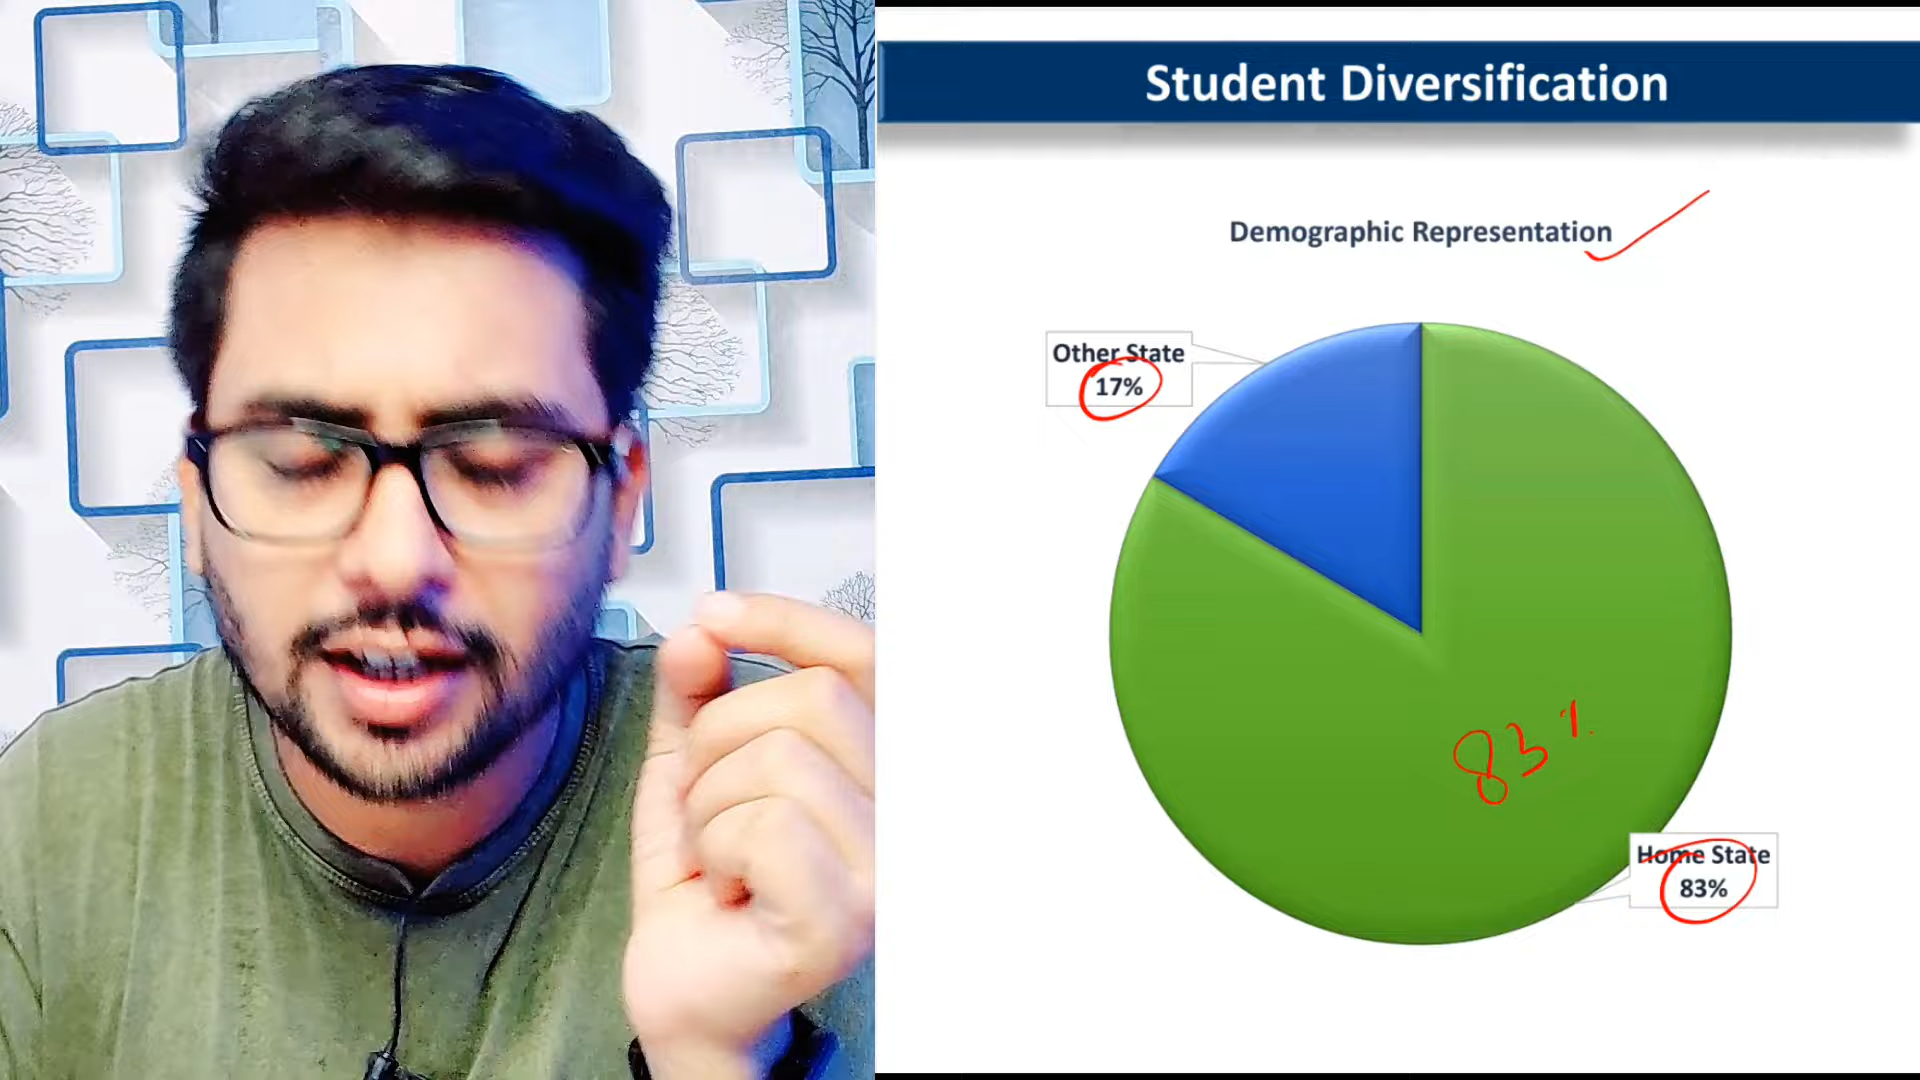 Student Diversification
Demographic Representation
Other State
17%
83%
Home State
83%